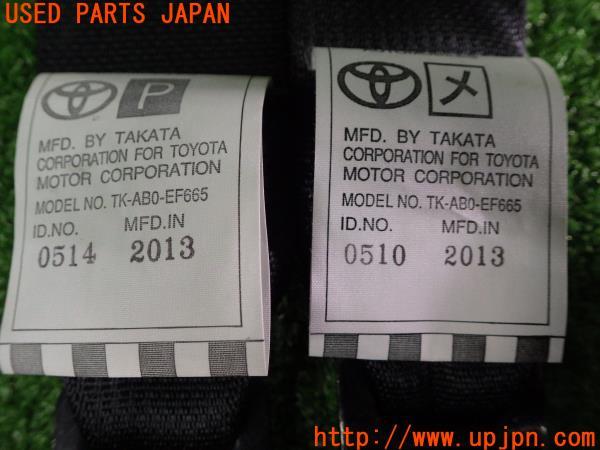 USED PARTS JAPAN
P
MFD. BY TAKATA
CORPORATION FOR TOYOTA
MOTOR CORPORATION
MODEL NO. TK-AB0-EF665
ID.NO. MFD.IN
0514 2013
メ
MFD. BY TAKATA
CORPORATION FOR TOYOTA
MOTOR CORPORATION
MODEL NO. TK-AB0-EF665
ID.NO. MFD.IN
0510 2013
http://www.upjpn.com/